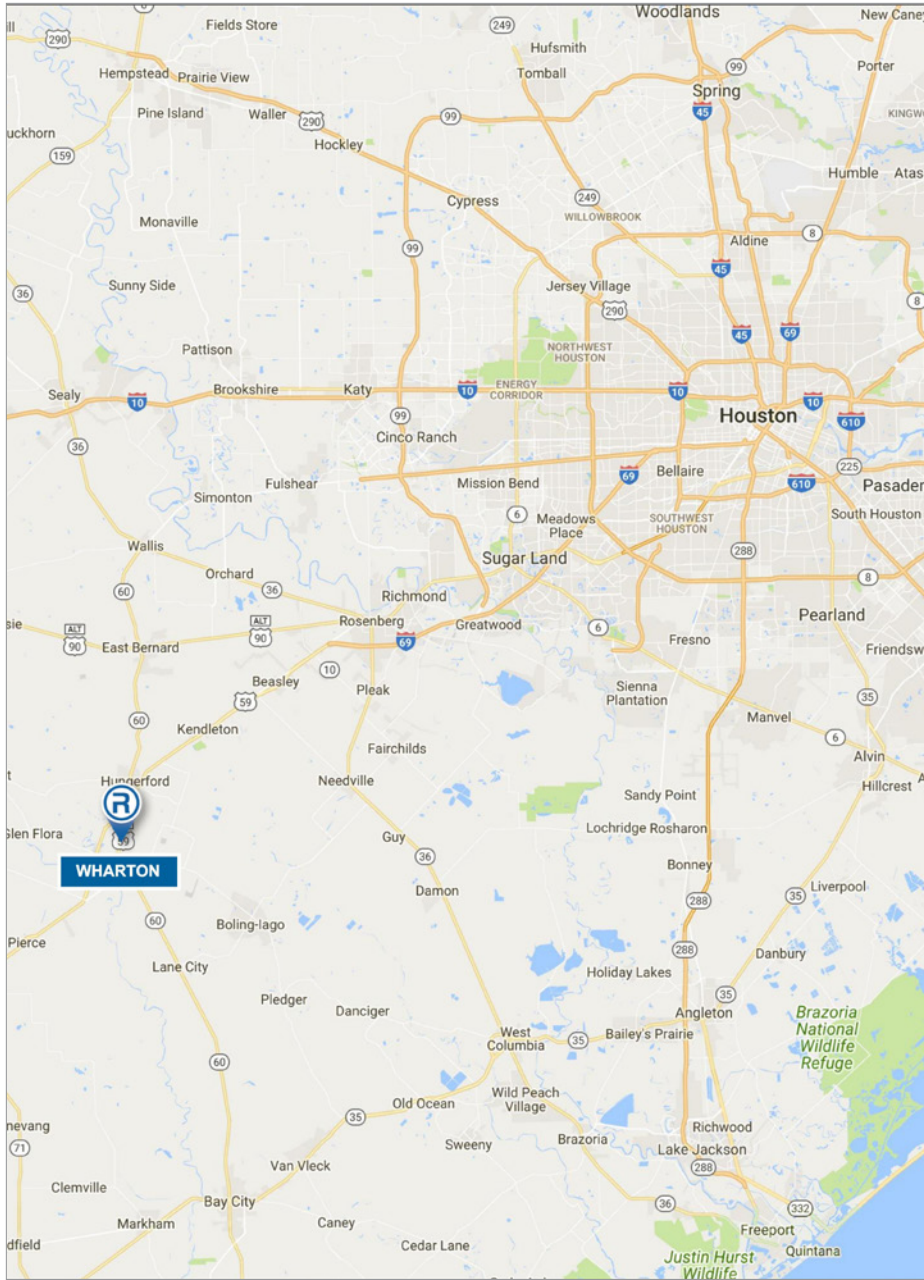 Woodlands
New Caney
290
6
Fields Store
Hufsmith
Hempstead
Prairie View
Tomball
99
Porter
Spring
Pine Island
Waller
290
99
45
KINGW
uckhorn
Hockley
159
Humble
Atas
249
Cypress
Monaville
WILLOWBROOK
8
99
Aldine
45
Sunny Side
Jersey Village
36
8
290
45
69
Pattison
NORTHWEST
HOUSTON
Sealy
Brookshire
Katy
ENERGY
CORRIDOR
10
10
10
10
99
Houston
610
36
Cinco Ranch
225
69
Bellaire
Fulshear
Mission Bend
610
Pasader
Simonton
6
Meadows
Place
SOUTHWEST
HOUSTON
South Houston
Wallis
Sugar Land
288
Orchard
36
8
60
Richmond
Pearland
Rosenberg
Greatwood
sie
ALT
90
ALT
90
6
Fresno
East Bernard
69
Friendsw
10
Beasley
Pleak
Sienna
Plantation
35
59
60
Kendleton
Manvel
6
Fairchilds
Alvin
Hungerford
Needville
Hillcrest
Sandy Point
R
Glen Flora
59
Guy
Lochridge Rosharon
WHARTON
36
Bonney
Damon
Liverpool
288
35
60
Boling-Iago
Pierce
288
Danbury
Lane City
Holiday Lakes
Pledger
35
Danciger
Angleton
Brazoria
National
Wildlife
Refuge
West
Columbia
35
Bailey's Prairie
60
Wild Peach
Village
Old Ocean
35
nevang
Richwood
71
Sweeny
Brazoria
Lake Jackson
Van Vleck
288
Clemville
Bay City
36
332
Markham
Caney
Freeport
dfield
Cedar Lane
Quintana
Justin Hurst
Wildlife